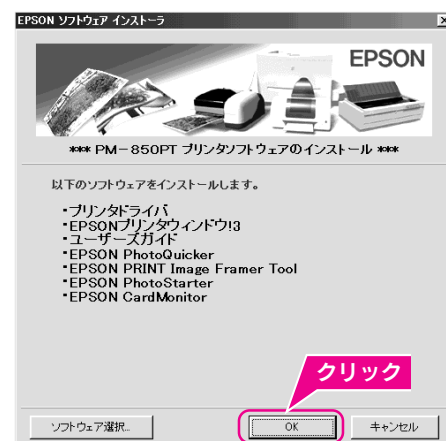 EPSON ソフトウェア インストーラ
EPSON
*** PM−850PT プリンタソフトウェアのインストール ***
以下のソフトウェアをインストールします。
・プリンタドライバ
・EPSONプリンタウィンドウ!3
・ユーザーズガイド
・EPSON PhotoQuicker
・EPSON PRINT Image Framer Tool
・EPSON PhotoStarter
・EPSON CardMonitor
クリック
ソフトウェア選択...
OK
キャンセル